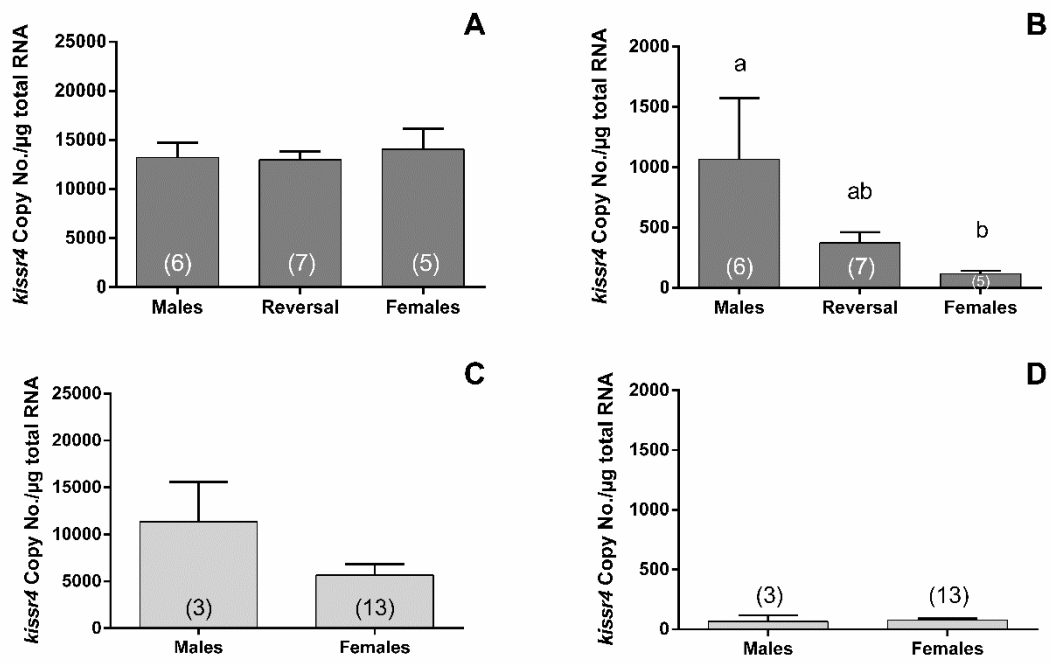 A
kissr4 Copy No./µg total RNA
25000
20000
15000
10000
5000
0
(6)
(7)
(5)
Males
Reversal
Females
B
kissr4 Copy No./µg total RNA
2000
1500
1000
500
0
a
ab
b
(6)
(7)
(5)
Males
Reversal
Females
C
kissr4 Copy No./µg total RNA
25000
20000
15000
10000
5000
0
(3)
(13)
Males
Females
D
kissr4 Copy No./µg total RNA
2000
1500
1000
500
0
(3)
(13)
Males
Females